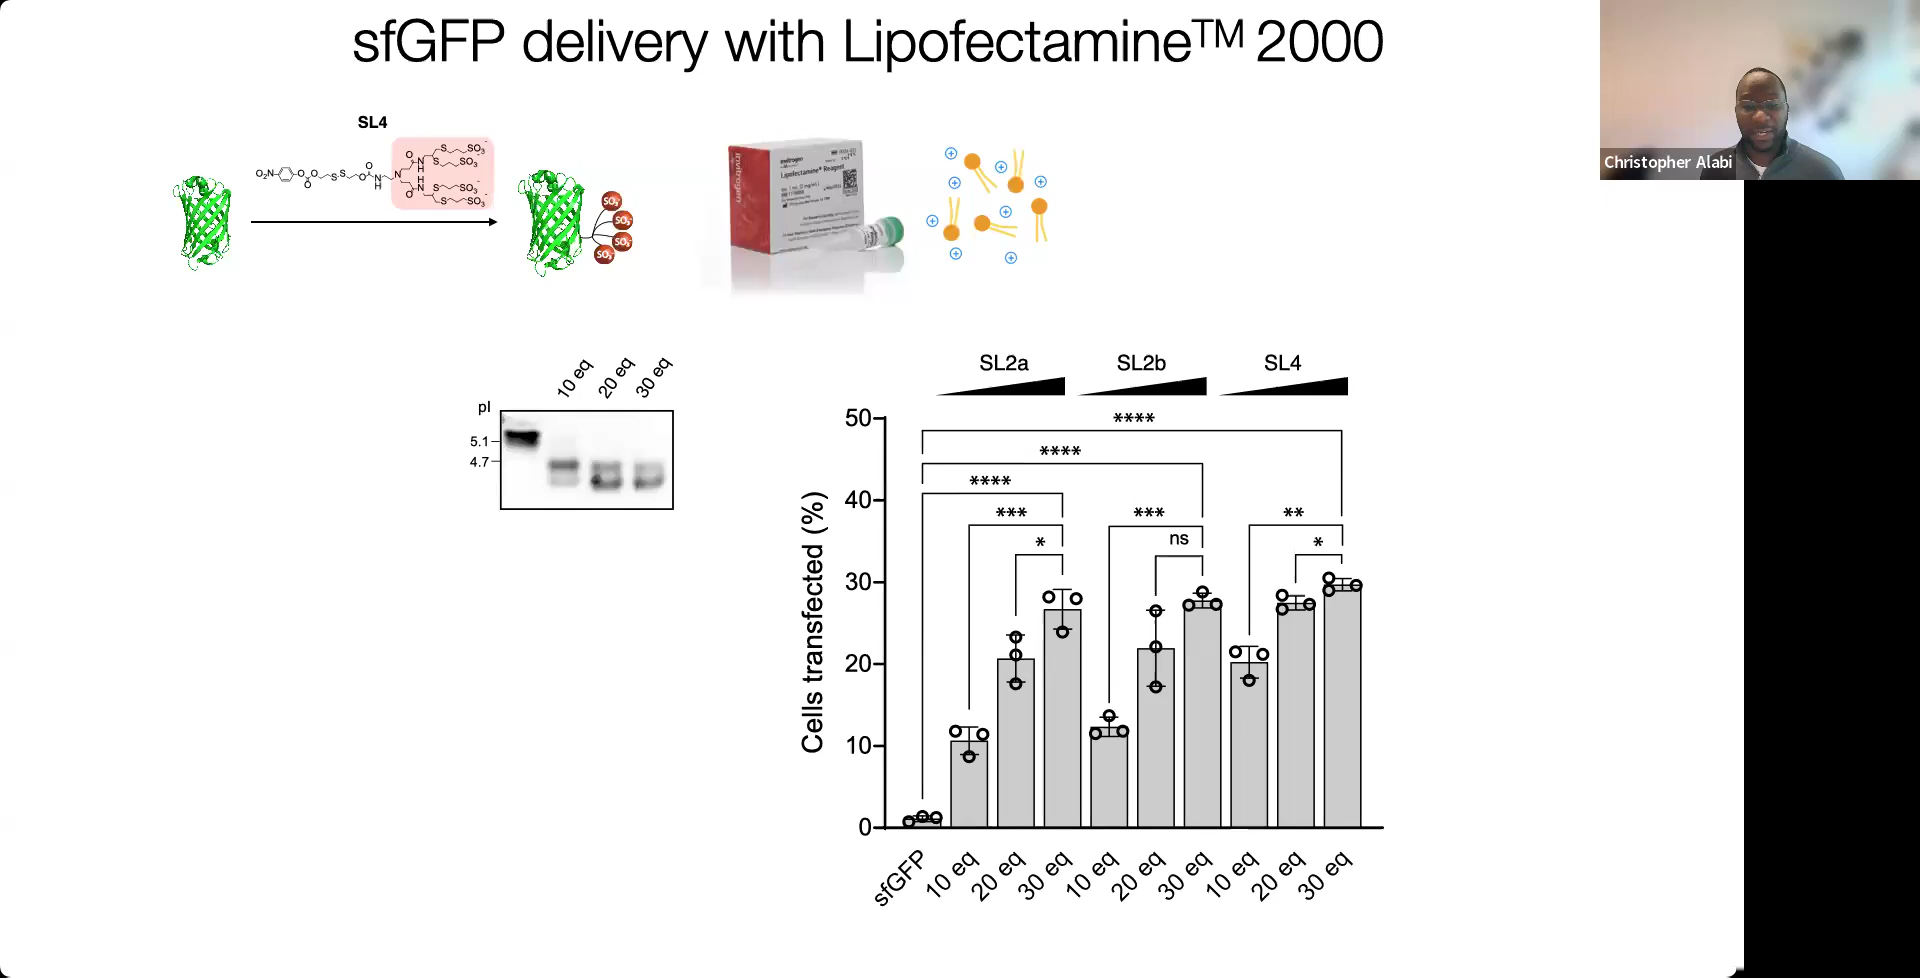 sfGFP delivery with Lipofectamine™ 2000
Christopher Alabi
SL4
O₂N
O
O
O
S
S
O
O
N
H
N
O
N
H
S
SO₃⁻
S
SO₃⁻
O
H
N
S
SO₃⁻
S
SO₃⁻
SO₃⁻
SO₃⁻
SO₃⁻
SO₃⁻
invitrogen
invitrogen
Lipofectamine® Reagent
10 eq
20 eq
30 eq
pI
5.1
4.7
SL2a
SL2b
SL4
Cells transfected (%)
50
40
30
20
10
0
****
****
****
***
*
***
ns
**
*
sfGFP
10 eq
20 eq
30 eq
10 eq
20 eq
30 eq
10 eq
20 eq
30 eq